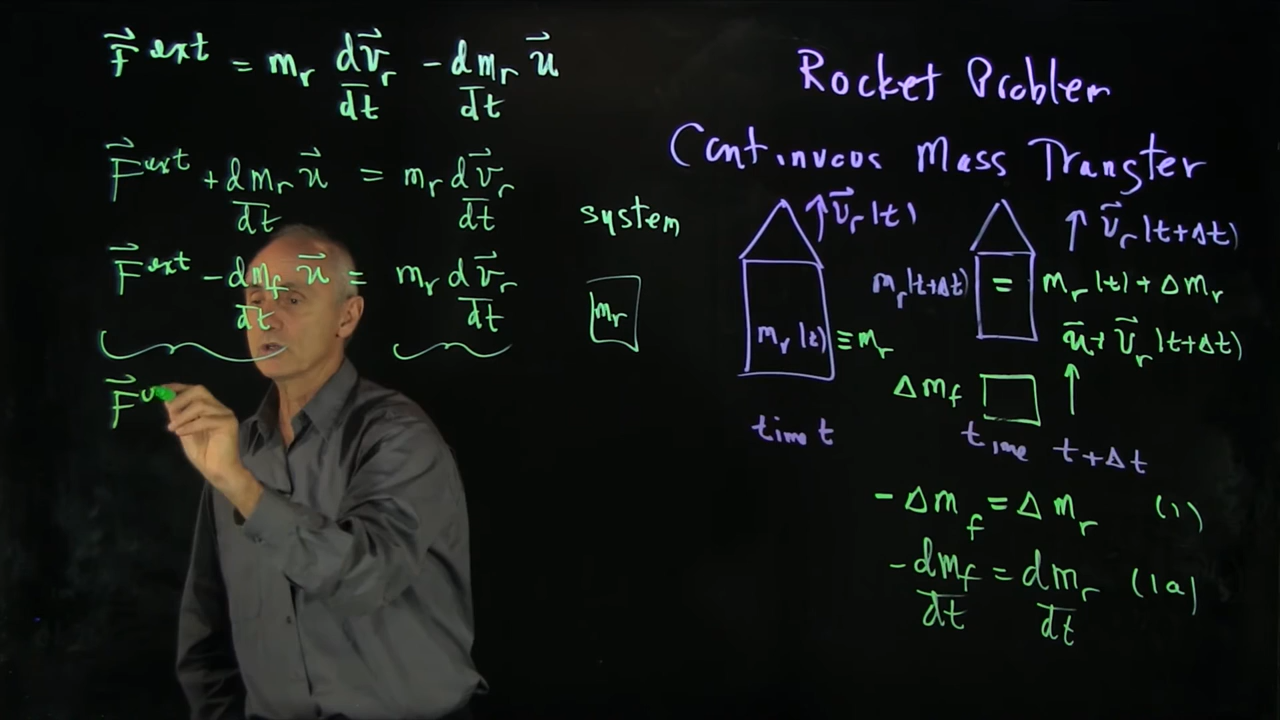 F⃗ ext = m_r dv⃗_r/dt - dm_r/dt u⃗
F⃗ ext + dm_r/dt u⃗ = m_r dv⃗_r/dt
F⃗ ext - dm_f/dt u⃗ = m_r dv⃗_r/dt
F⃗
system
m_r
Rocket Problem
Continuous Mass Transfer
v⃗_r(t)
m_r(t) ≡ m_r
time t
v⃗_r(t+Δt)
m_r(t+Δt) = m_r(t) + Δm_r
u⃗ + v⃗_r(t+Δt)
Δm_f
time t+Δt
-Δm_f = Δm_r (1)
-dm_f/dt = dm_r/dt (1a)